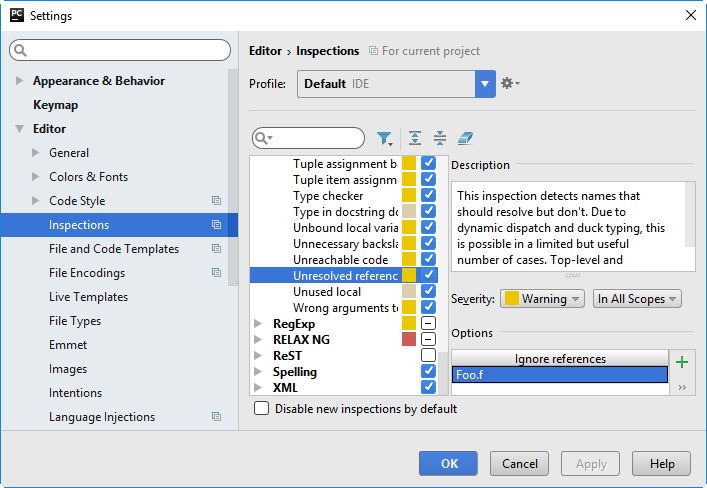 PC Settings
Appearance & Behavior
Keymap
Editor
General
Colors & Fonts
Code Style
Inspections
File and Code Templates
File Encodings
Live Templates
File Types
Emmet
Images
Intentions
Language Injections
Editor › Inspections For current project
Profile: Default IDE
Tuple assignment b
Tuple item assignm
Type checker
Type in docstring do
Unbound local varia
Unnecessary backsla
Unreachable code
Unresolved referenc
Unused local
Wrong arguments to
RegExp
RELAX NG
ReST
Spelling
XML
Disable new inspections by default
Description
This inspection detects names that
should resolve but don't. Due to
dynamic dispatch and duck typing, this
is possible in a limited but useful
number of cases. Top-level and
Severity: Warning In All Scopes
Options
Ignore references
Foo.f
OK Cancel Apply Help